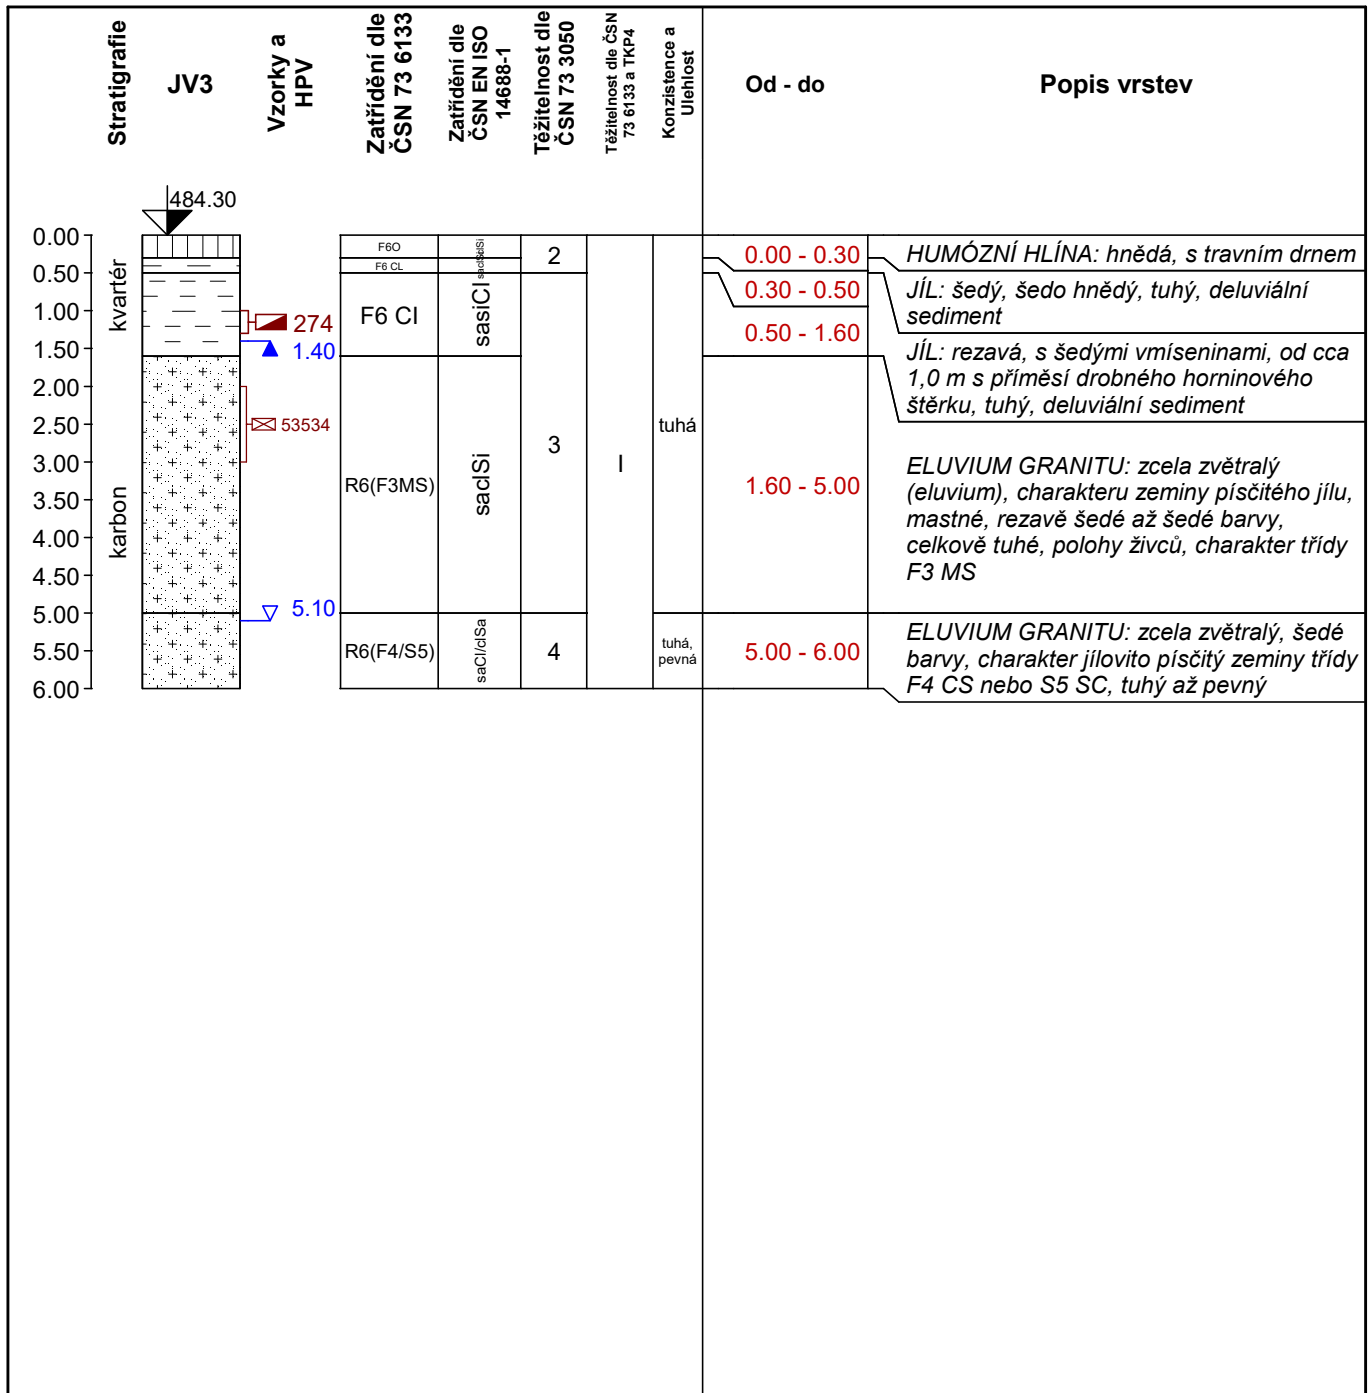 Stratigrafie
JV3
Vzorky a
HPV
Zatřídění dle
ČSN 73 6133
Zatřídění dle
ČSN EN ISO
14688-1
Těžitelnost dle
ČSN 73 3050
Těžitelnost dle ČSN
73 6133 a TKP4
Konzistence a
Ulehlost
Od - do
Popis vrstev
484.30
0.00
0.50
1.00
1.50
2.00
2.50
3.00
3.50
4.00
4.50
5.00
5.50
6.00
kvartér
karbon
274
1.40
53534
5.10
F6O
F6 CL
F6 CI
R6(F3MS)
R6(F4/S5)
sasiCl
saclSi
saCl/clSa
2
3
4
I
tuhá
tuhá,
pevná
0.00 - 0.30
0.30 - 0.50
0.50 - 1.60
1.60 - 5.00
5.00 - 6.00
HUMÓZNÍ HLÍNA: hnědá, s travním drnem
JÍL: šedý, šedo hnědý, tuhý, deluviální
sediment
JÍL: rezavá, s šedými vmíseninami, od cca
1,0 m s příměsí drobného horninového
štěrku, tuhý, deluviální sediment
ELUVIUM GRANITU: zcela zvětralý
(eluvium), charakteru zeminy písčitého jílu,
mastné, rezavě šedé až šedé barvy,
celkově tuhé, polohy živců, charakter třídy
F3 MS
ELUVIUM GRANITU: zcela zvětralý, šedé
barvy, charakter jílovito písčitý zeminy třídy
F4 CS nebo S5 SC, tuhý až pevný